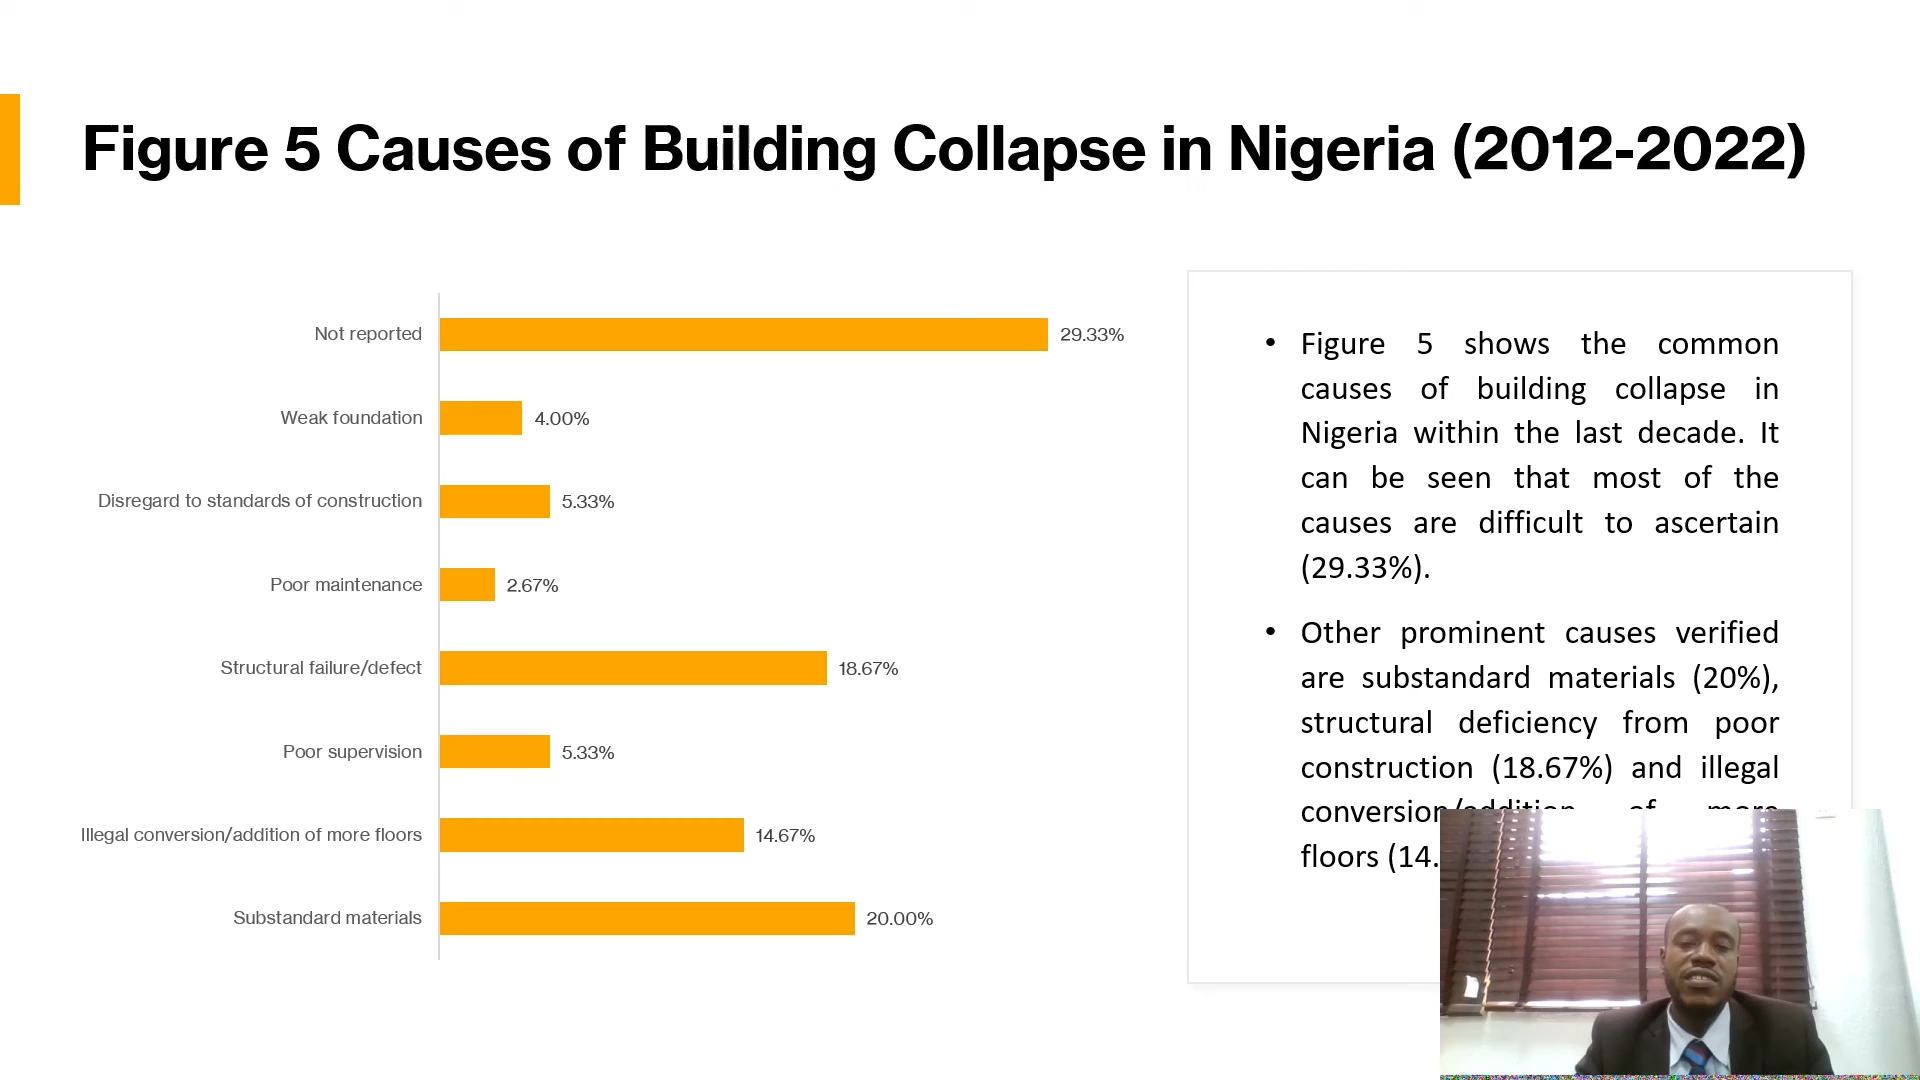 Figure 5 Causes of Building Collapse in Nigeria (2012-2022)
Not reported 29.33%
Weak foundation 4.00%
Disregard to standards of construction 5.33%
Poor maintenance 2.67%
Structural failure/defect 18.67%
Poor supervision 5.33%
Illegal conversion/addition of more floors 14.67%
Substandard materials 20.00%
• Figure 5 shows the common
causes of building collapse in
Nigeria within the last decade. It
can be seen that most of the
causes are difficult to ascertain
(29.33%).
• Other prominent causes verified
are substandard materials (20%),
structural deficiency from poor
construction (18.67%) and illegal
conversion/addition of more
floors (14.